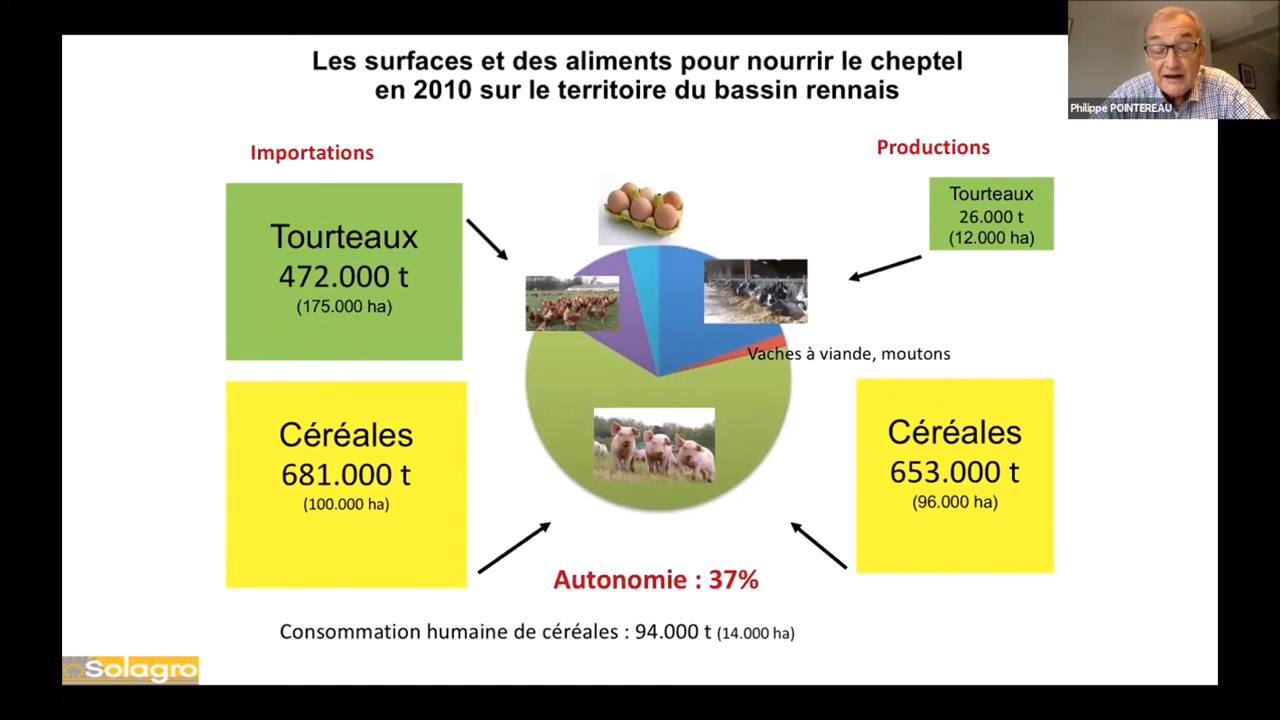 Les surfaces et des aliments pour nourrir le cheptel
en 2010 sur le territoire du bassin rennais
Philippe POINTEREAU
Importations
Productions
Tourteaux
472.000 t
(175.000 ha)
Tourteaux
26.000 t
(12.000 ha)
Vaches à viande, moutons
Céréales
681.000 t
(100.000 ha)
Céréales
653.000 t
(96.000 ha)
Autonomie : 37%
Consommation humaine de céréales : 94.000 t (14.000 ha)
Solagro